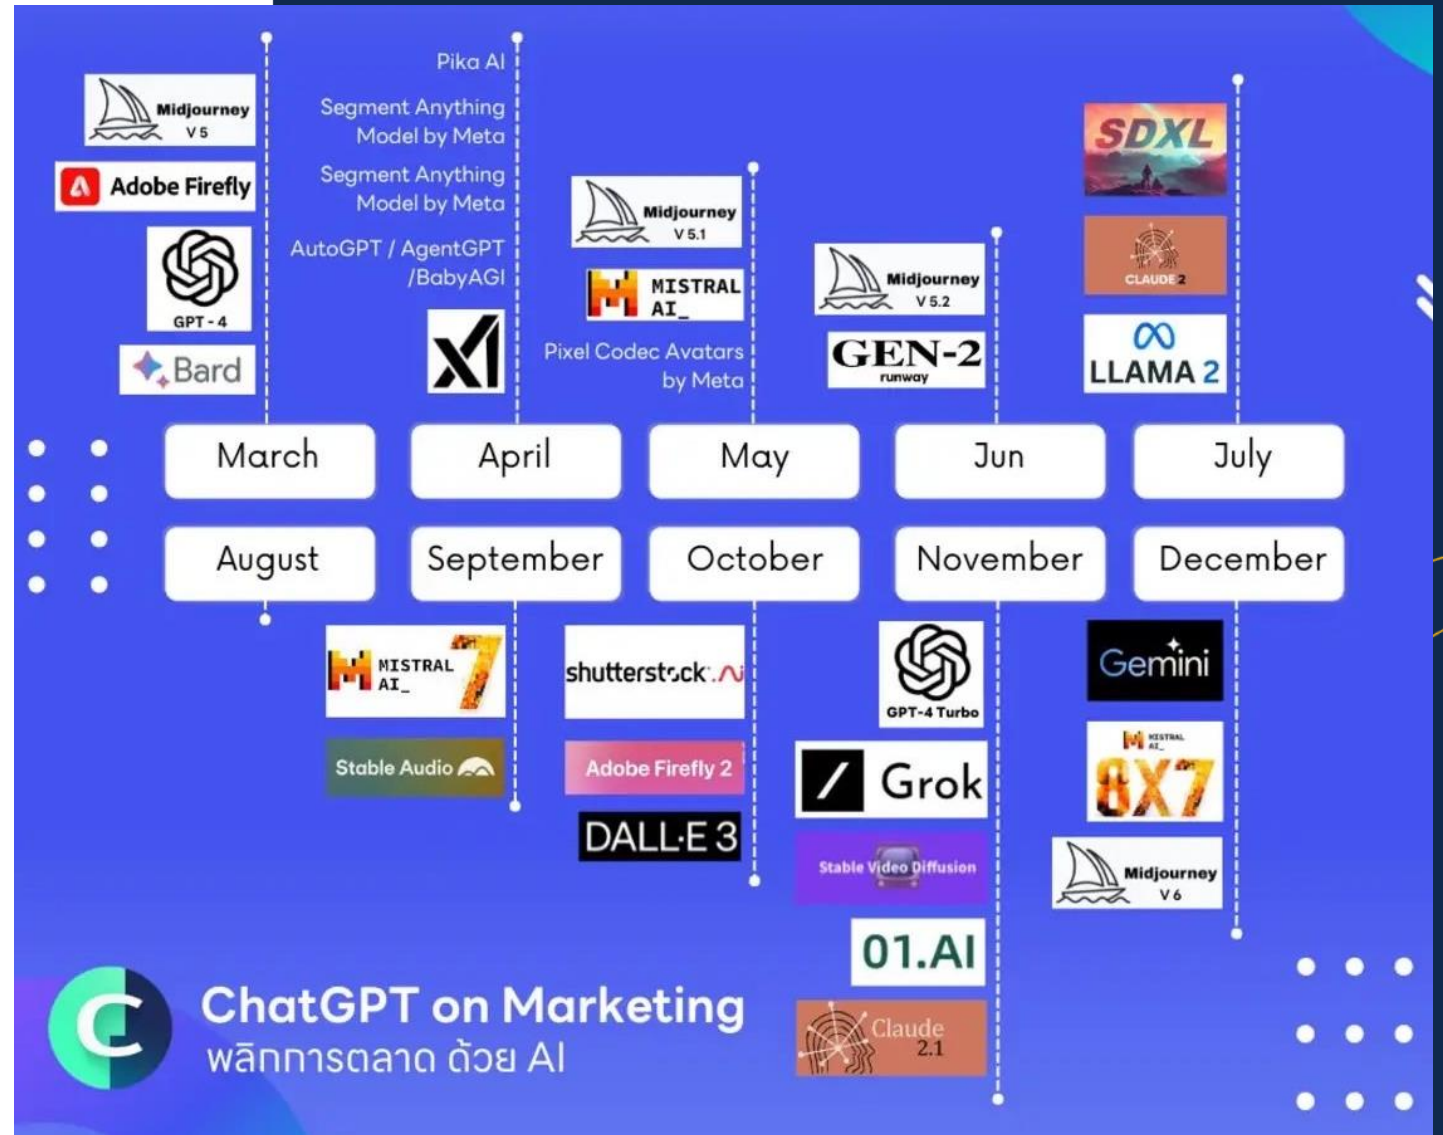 Midjourney
V 5
Adobe Firefly
GPT - 4
Bard
Pika AI
Segment Anything
Model by Meta
Segment Anything
Model by Meta
AutoGPT / AgentGPT
/BabyAGI
Midjourney
V 5.1
MISTRAL
AI_
Pixel Codec Avatars
by Meta
Midjourney
V 5.2
GEN-2
runway
SDXL
CLAUDE 2
LLAMA 2
March
April
May
Jun
July
August
September
October
November
December
MISTRAL
AI_
7
Stable Audio
shutterstock.AI
Adobe Firefly 2
DALL·E 3
GPT-4 Turbo
Grok
Stable Video Diffusion
01.AI
Claude
2.1
Gemini
MISTRAL
AI_
8X7
Midjourney
V 6
ChatGPT on Marketing
พลิกการตลาด ด้วย AI